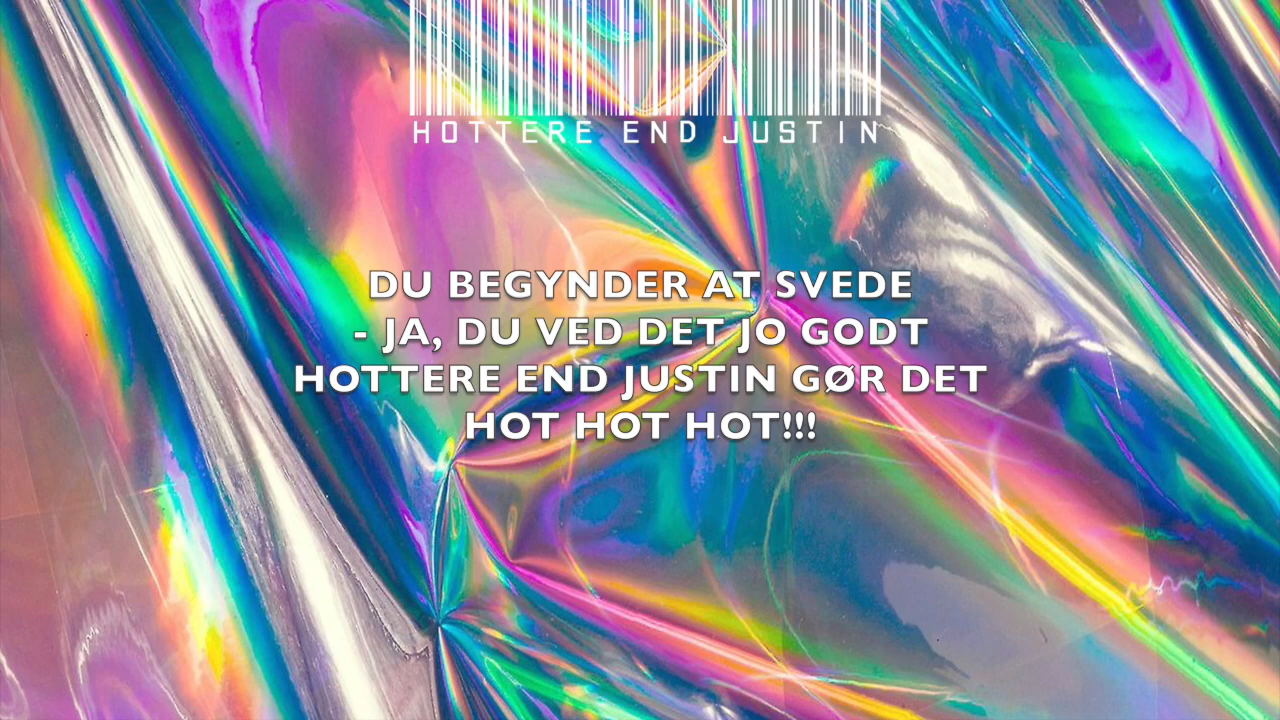 HOTTERE END JUSTIN
DU BEGYNDER AT SVEDE
- JA, DU VED DET JO GODT
HOTTERE END JUSTIN GØR DET
HOT HOT HOT!!!